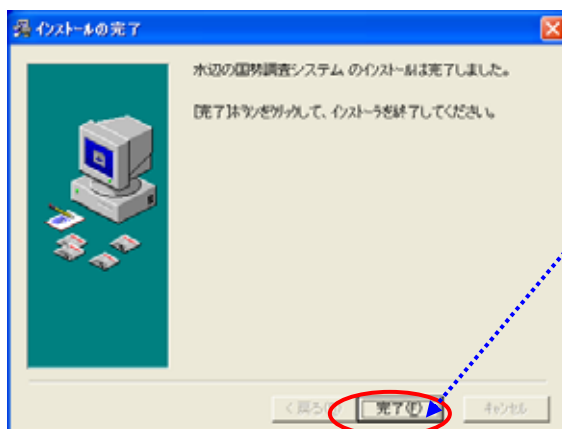 インストールの完了
水辺の国勢調査システム のインストールは完了しました。
[完了]ボタンをクリックして、インストーラを終了してください。
< 戻る
完了(F)
キャンセル